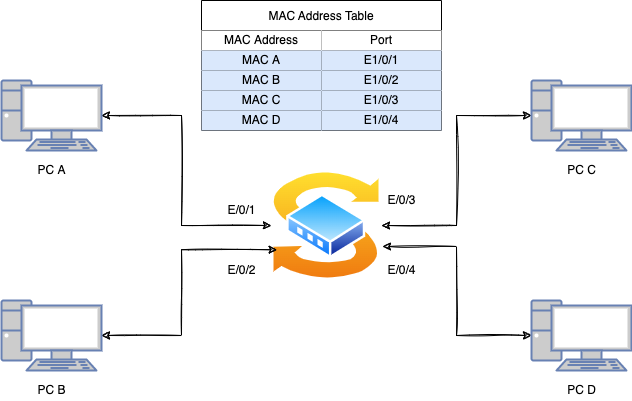 MAC Address Table
MAC Address Port
MAC A E1/0/1
MAC B E1/0/2
MAC C E1/0/3
MAC D E1/0/4
PC A
PC C
E/0/1
E/0/3
E/0/2
E/0/4
PC B
PC D